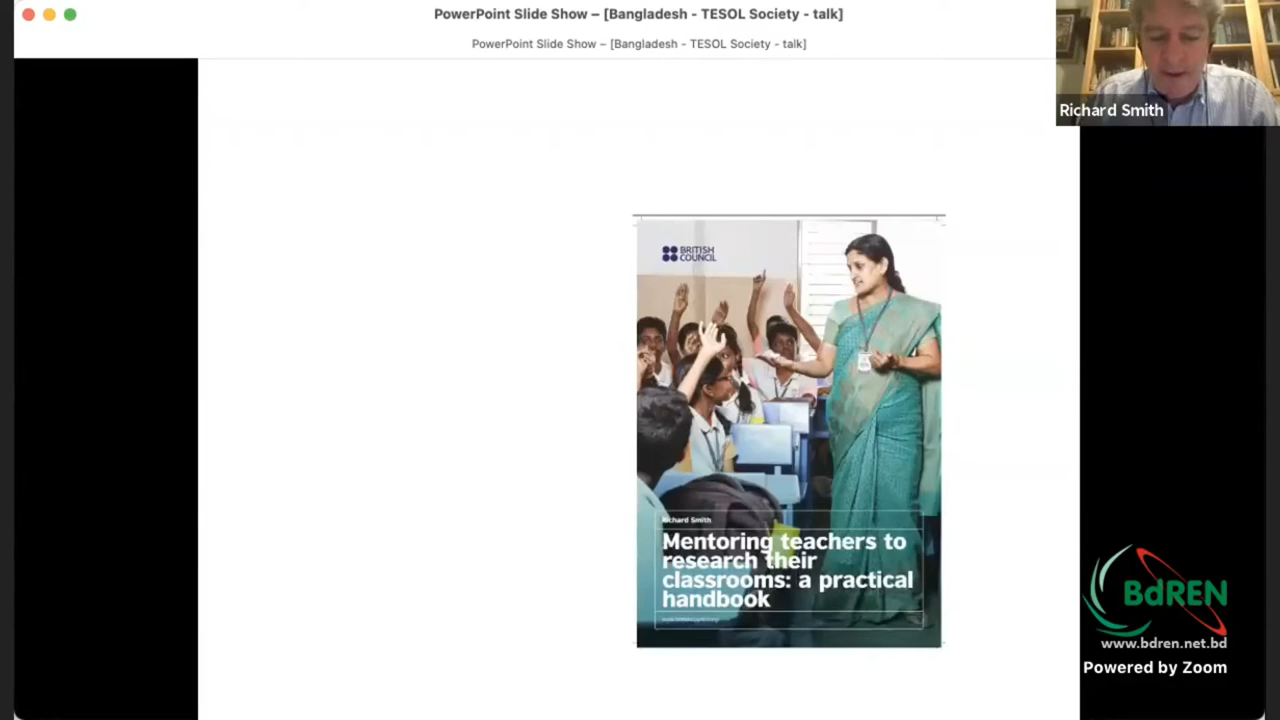 PowerPoint Slide Show – [Bangladesh - TESOL Society - talk]
PowerPoint Slide Show – [Bangladesh - TESOL Society - talk]
Richard Smith
BRITISH
COUNCIL
Richard Smith
Mentoring teachers to
research their
classrooms: a practical
handbook
BdREN
www.bdren.net.bd
Powered by Zoom